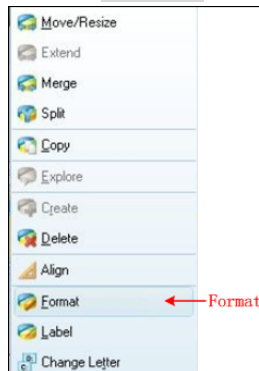 Move/Resize
Extend
Merge
Split
Copy
Explore
Create
Delete
Align
Format Format
Label
Change Letter